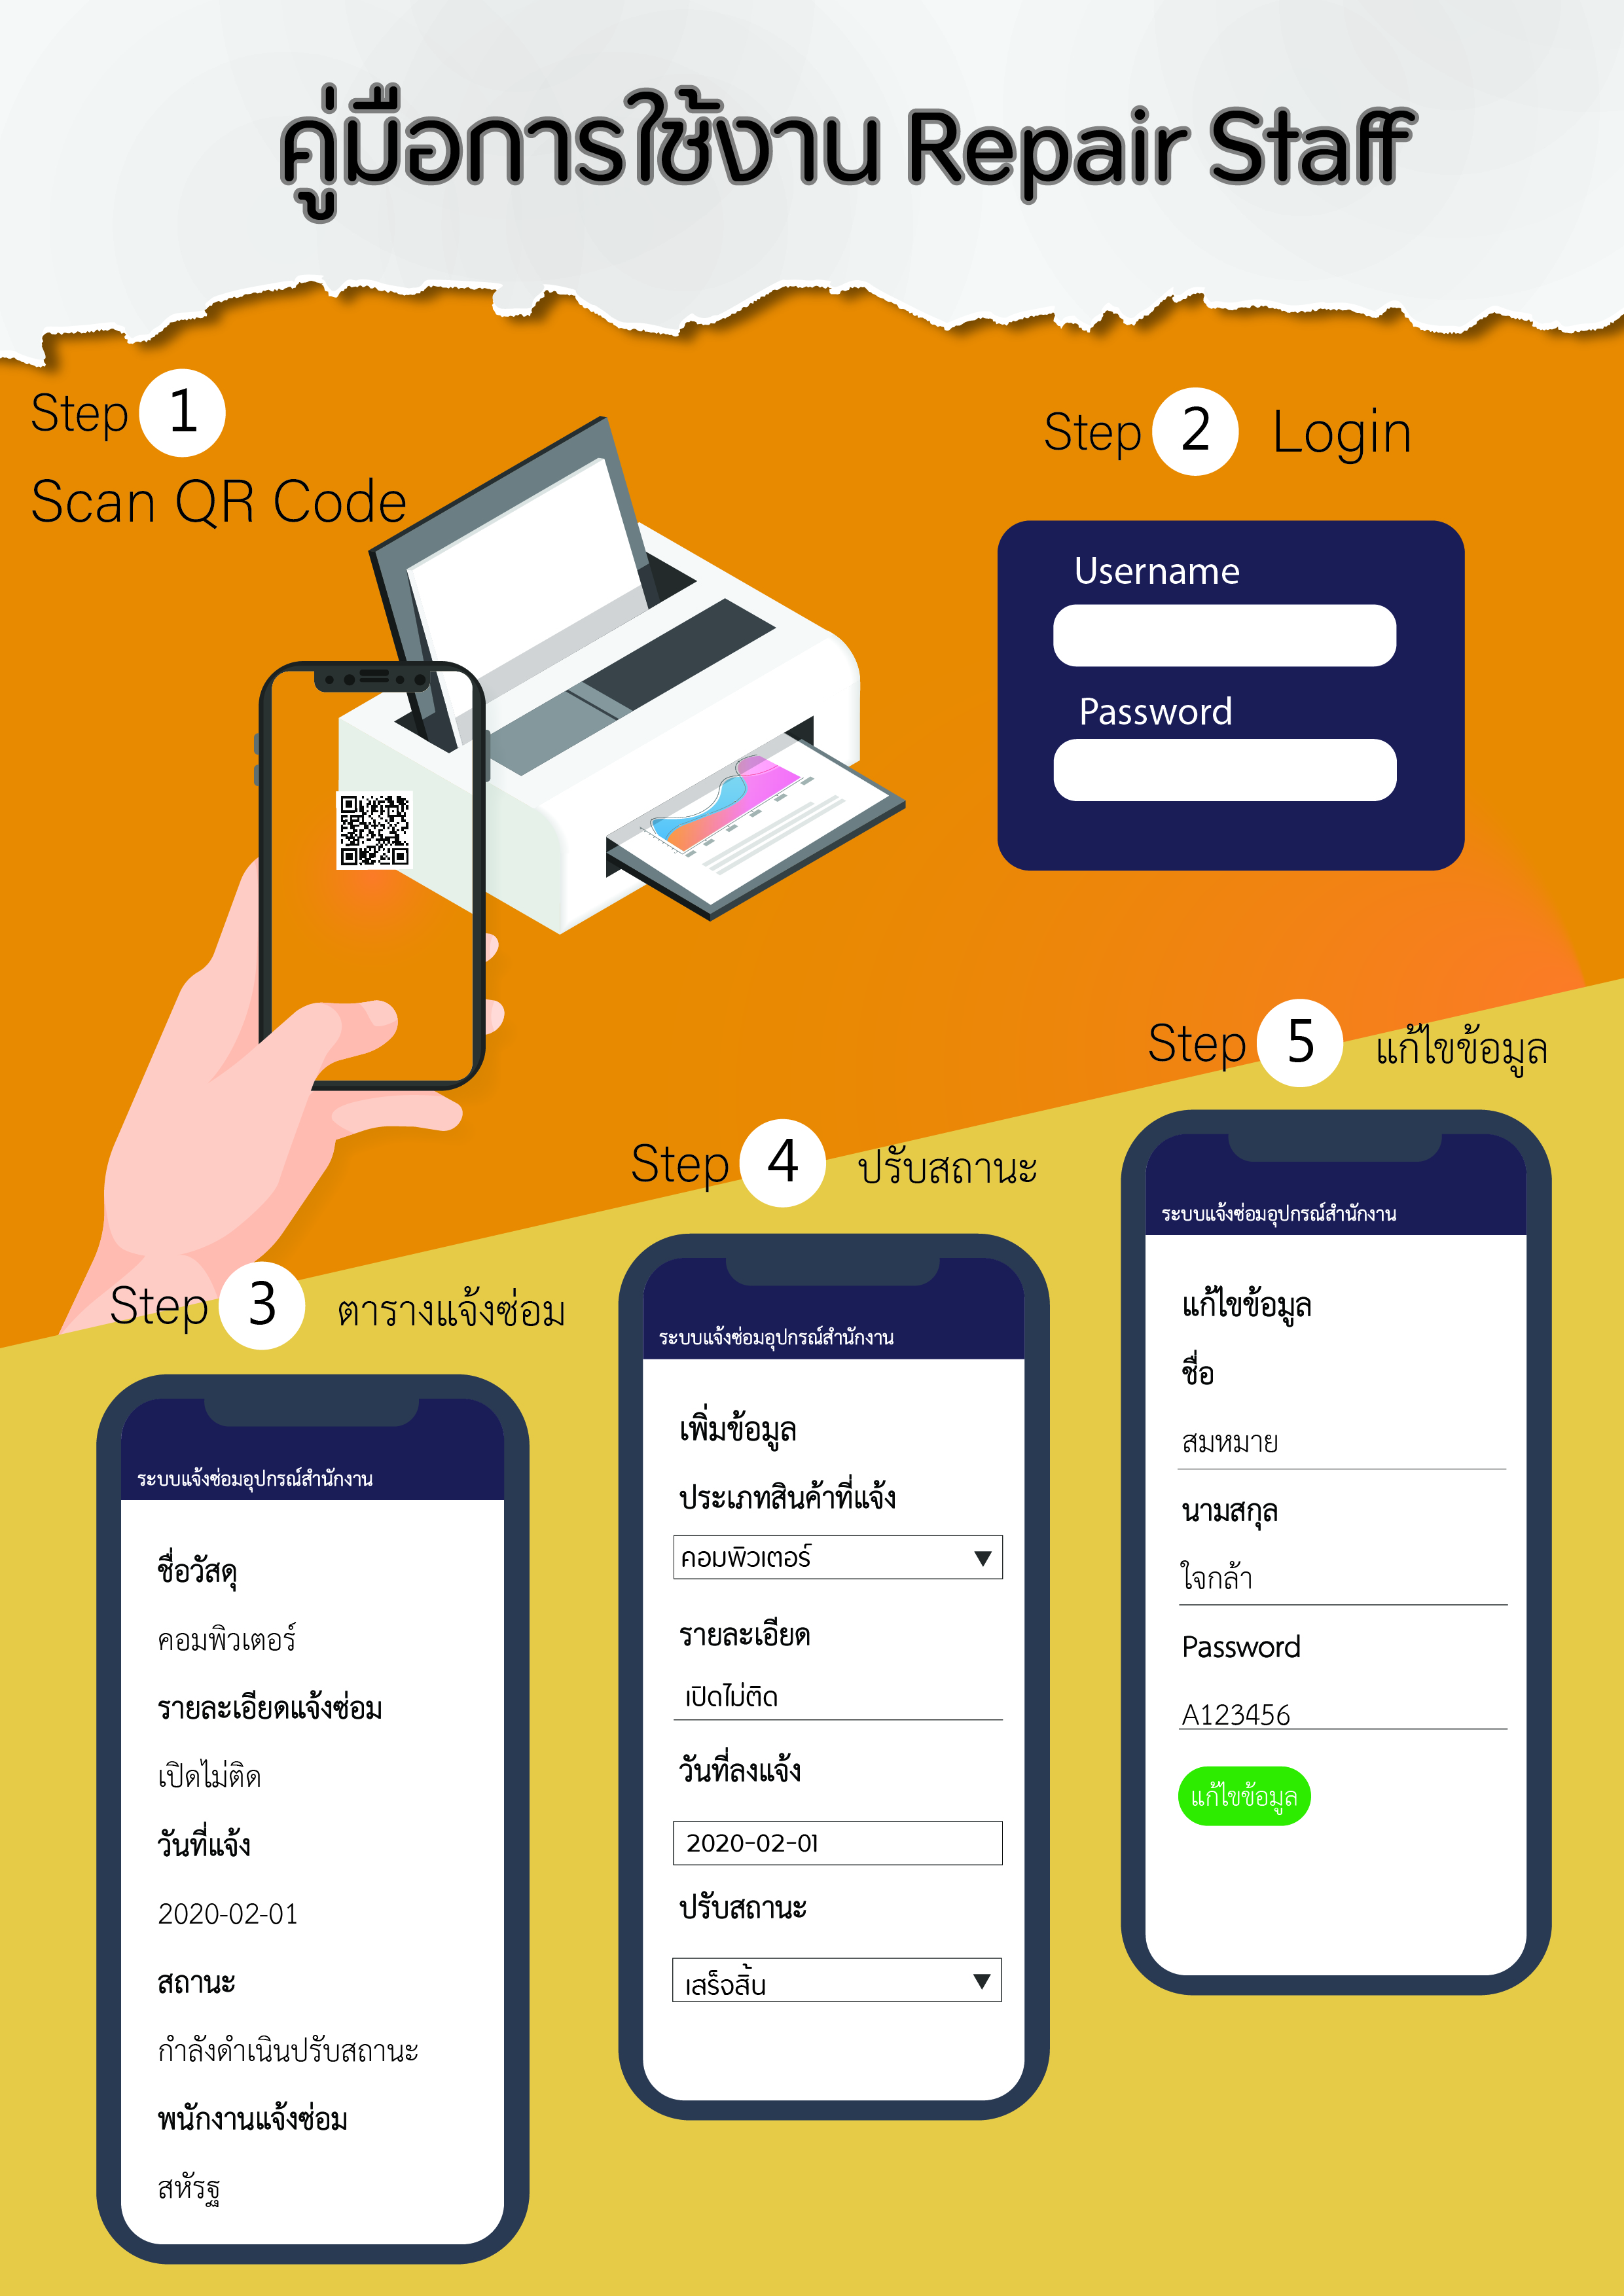 คู่มือการใช้งาน Repair Staff
Step 1
Scan QR Code
Step 2 Login
Username
Password
Step 3 ตารางแจ้งซ่อม
ระบบแจ้งซ่อมอุปกรณ์สำนักงาน
ชื่อวัสดุ
คอมพิวเตอร์
รายละเอียดแจ้งซ่อม
เปิดไม่ติด
วันที่แจ้ง
2020-02-01
สถานะ
กำลังดำเนินปรับสถานะ
พนักงานแจ้งซ่อม
สหัรฐ
Step 4 ปรับสถานะ
ระบบแจ้งซ่อมอุปกรณ์สำนักงาน
เพิ่มข้อมูล
ประเภทสินค้าที่แจ้ง
คอมพิวเตอร์
รายละเอียด
เปิดไม่ติด
วันที่ลงแจ้ง
2020-02-01
ปรับสถานะ
เสร็จสิ้น
Step 5 แก้ไขข้อมูล
ระบบแจ้งซ่อมอุปกรณ์สำนักงาน
แก้ไขข้อมูล
ชื่อ
สมหมาย
นามสกุล
ใจกล้า
Password
A123456
แก้ไขข้อมูล